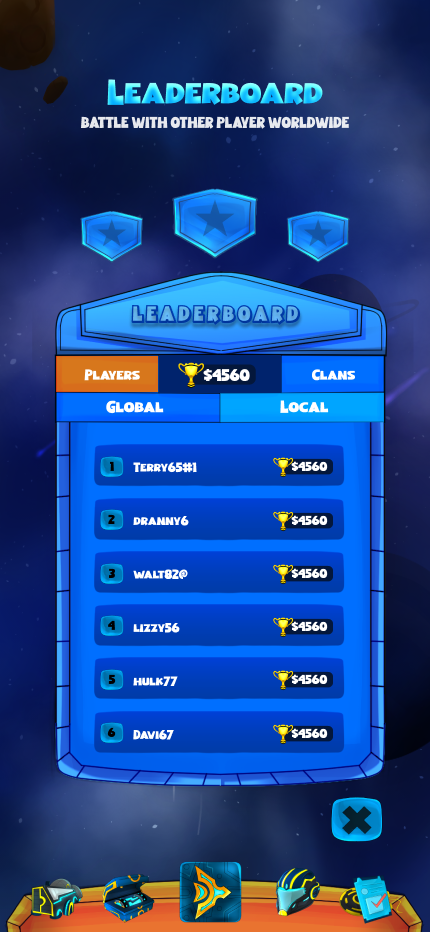 LEADERBOARD
BATTLE WITH OTHER PLAYER WORLDWIDE
LEADERBOARD
PLAYERS $4560 CLANS
GLOBAL LOCAL
1 TERRY65#1 $4560
2 DRANNY6 $4560
3 WALT82@ $4560
4 LIZZY56 $4560
5 HULK77 $4560
6 DAVI67 $4560